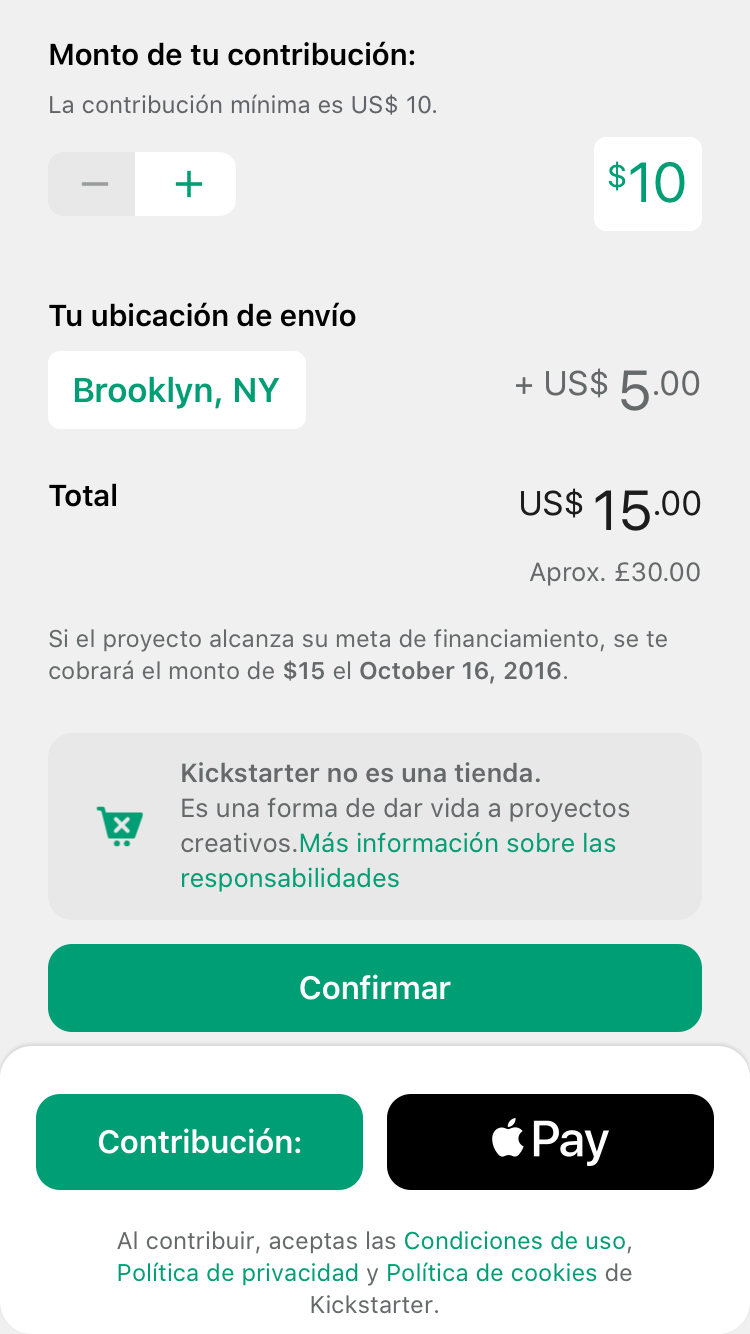 Monto de tu contribución:
La contribución mínima es US$ 10.
$10
Tu ubicación de envío
Brooklyn, NY
+ US$ 5.00
Total
US$ 15.00
Aprox. £30.00
Si el proyecto alcanza su meta de financiamiento, se te
cobrará el monto de $15 el October 16, 2016.
Kickstarter no es una tienda.
Es una forma de dar vida a proyectos
creativos.Más información sobre las
responsabilidades
Confirmar
Contribución:
Pay
Al contribuir, aceptas las Condiciones de uso,
Política de privacidad y Política de cookies de
Kickstarter.